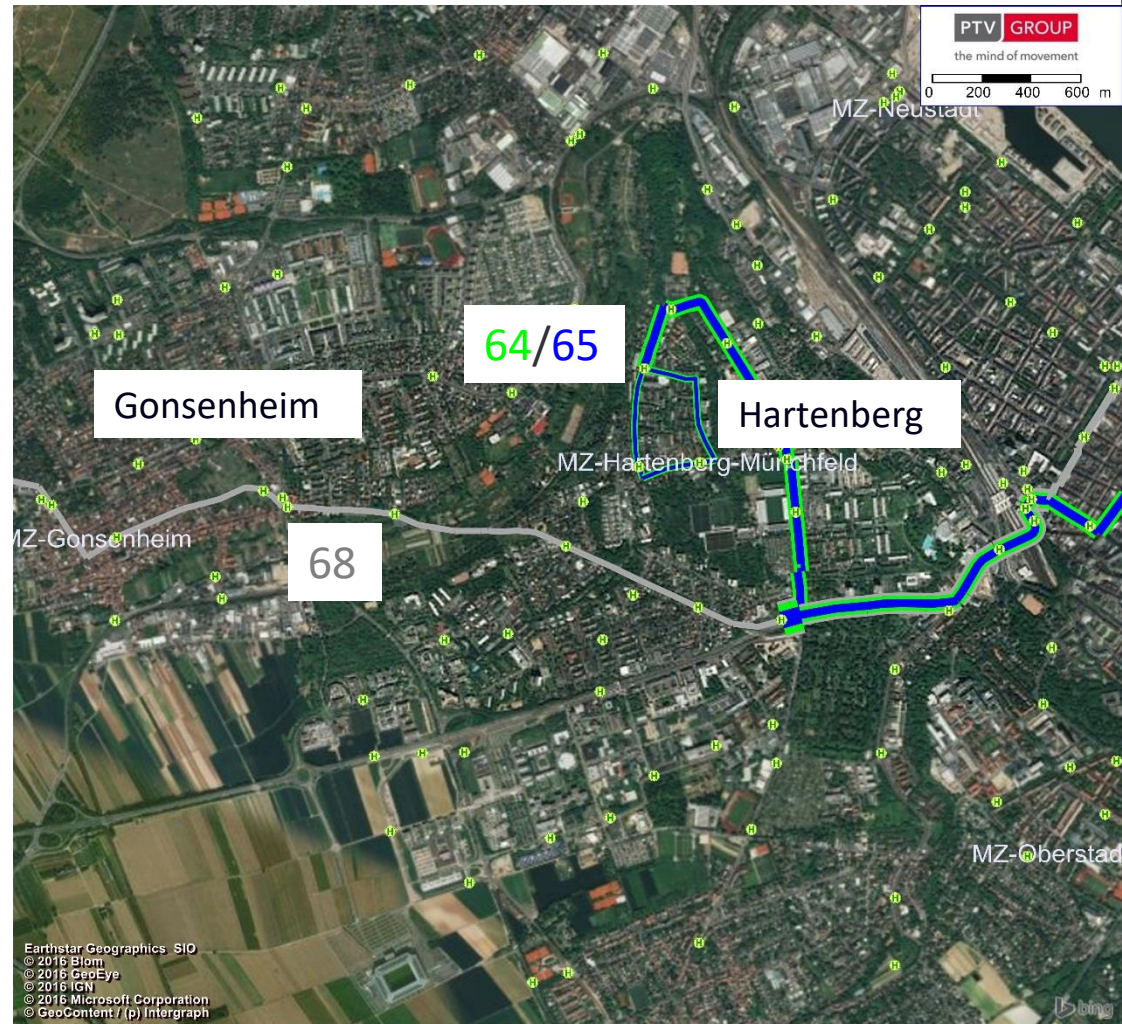 PTV GROUP
the mind of movement
0 200 400 600 m
MZ-Neustadt
64/65
Gonsenheim
Hartenberg
MZ-Hartenberg-Münchfeld
MZ-Gonsenheim
68
MZ-Oberstad
Earthstar Geographics SIO
© 2016 Blom
© 2016 GeoEye
© 2016 IGN
© 2016 Microsoft Corporation
© GeoContent / (p) Intergraph
bing